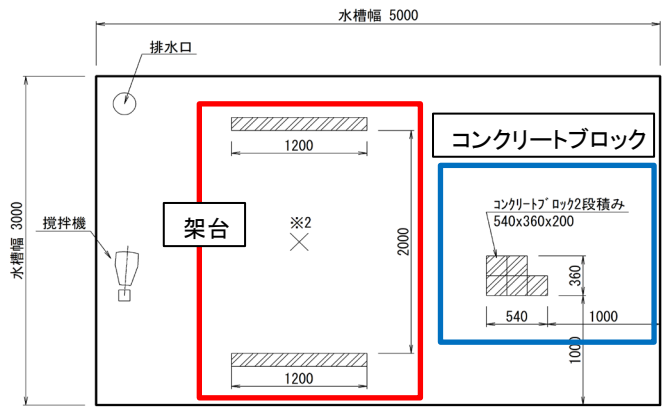 水槽幅 5000
排水口
コンクリートブロック
1200
コンクリートブロック2段積み
540x360x200
撹拌機
架台
※2
水槽幅 3000
2000
360
540
1000
1000
1200